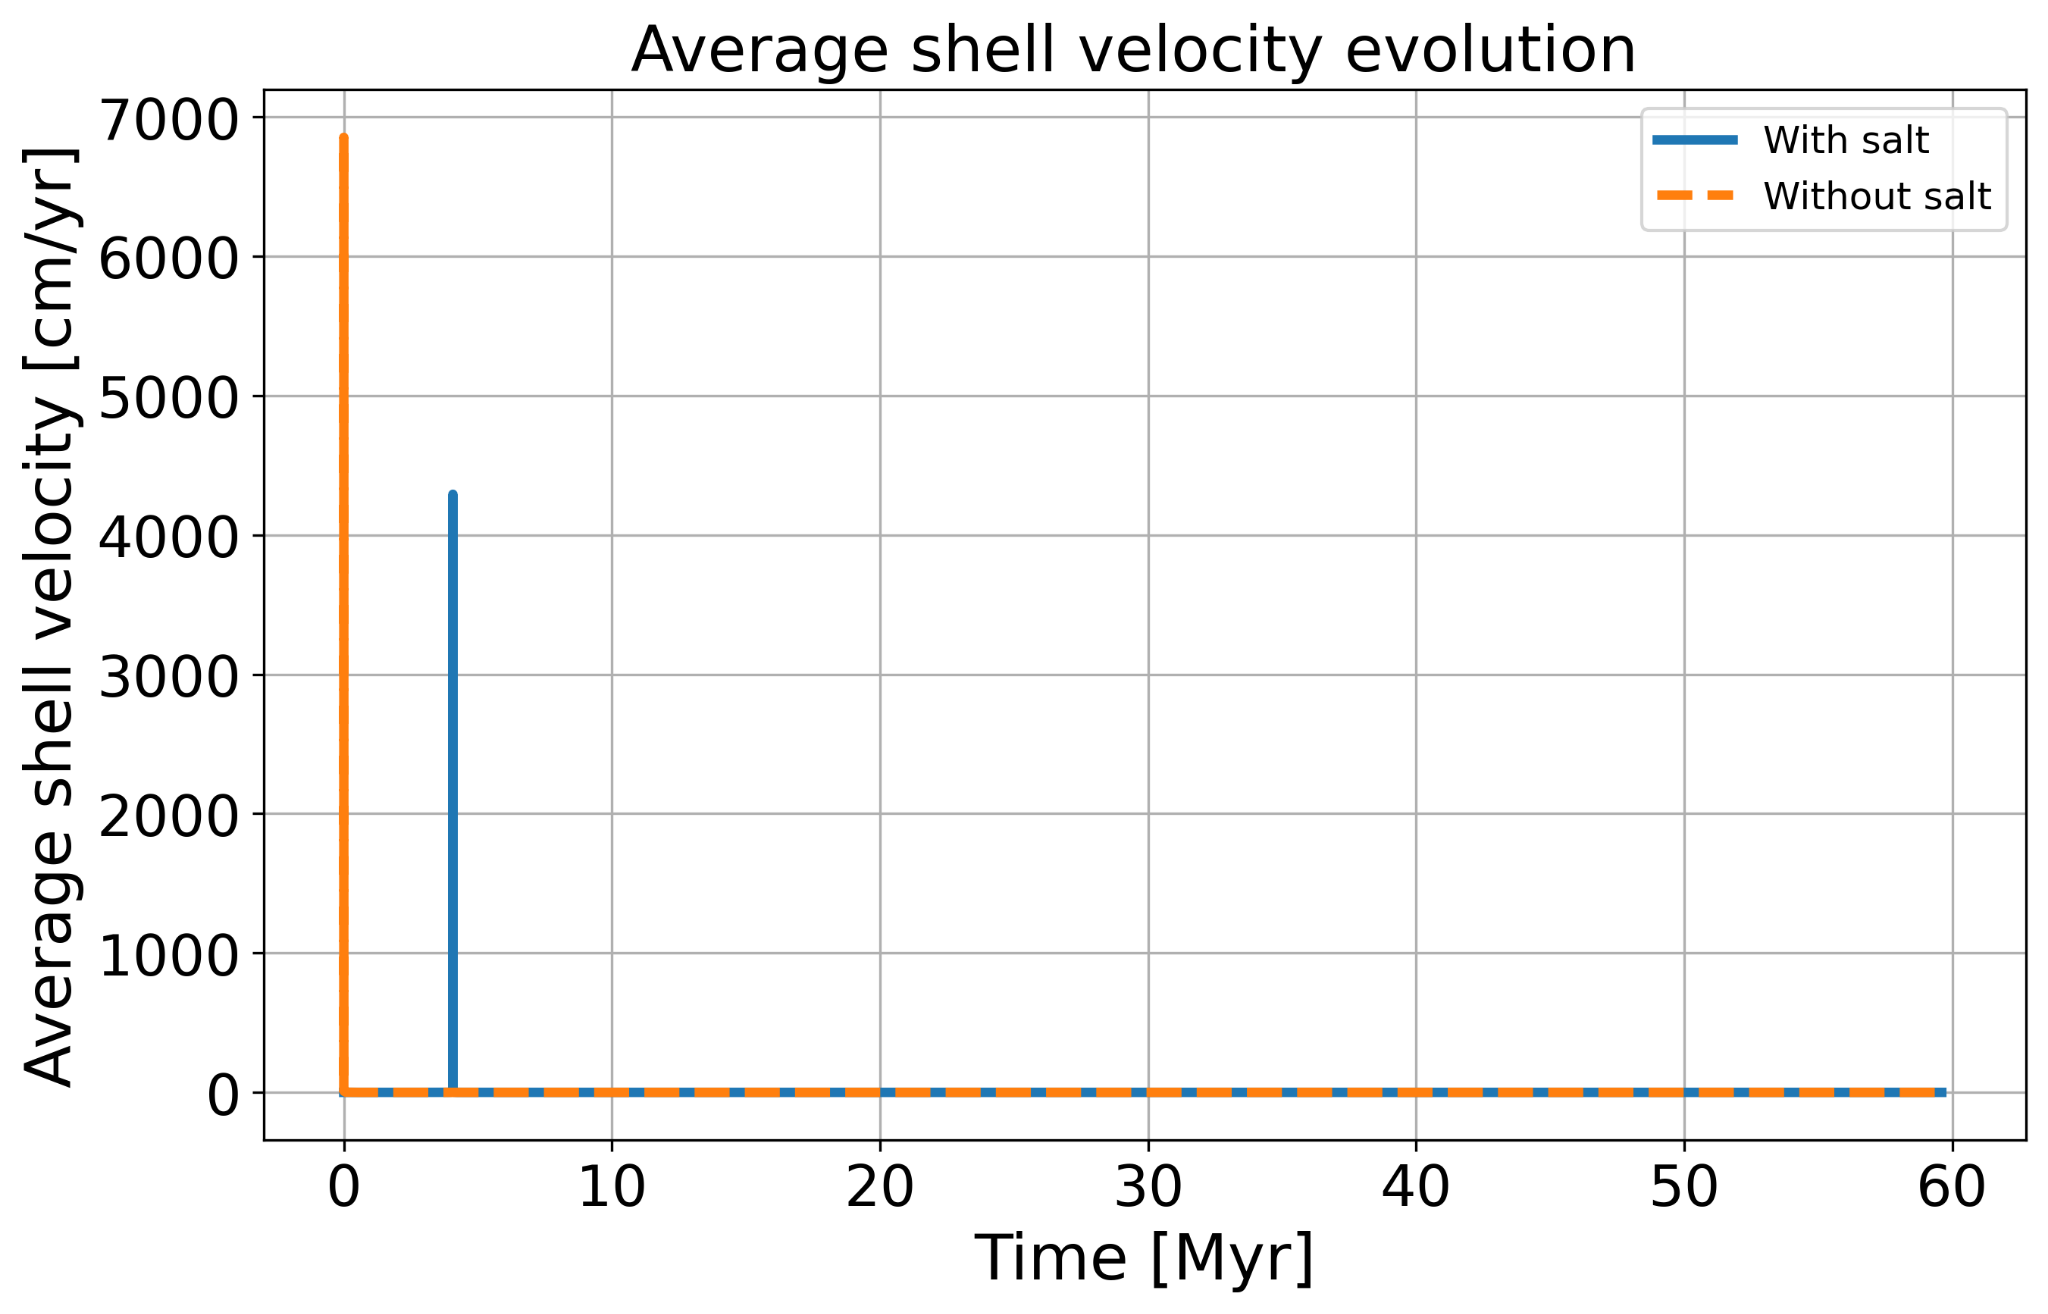 Average shell velocity evolution
Average shell velocity [cm/yr]
7000
6000
5000
4000
3000
2000
1000
0
With salt
Without salt
0 10 20 30 40 50 60
Time [Myr]